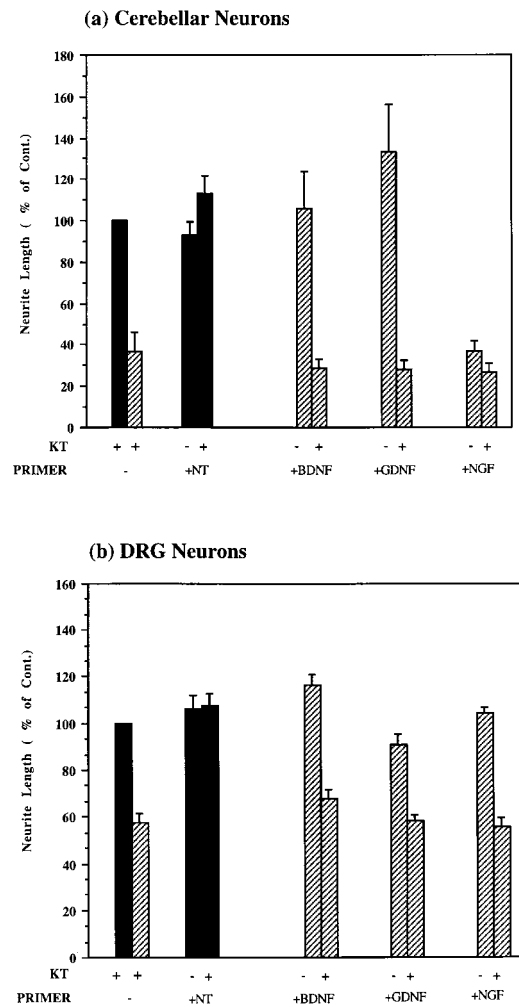 (a) Cerebellar Neurons
Neurite Length ( % of Cont.)
180
160
140
120
100
80
60
40
20
0
KT + + - + - + - + - +
PRIMER - +NT +BDNF +GDNF +NGF
(b) DRG Neurons
Neurite Length ( % of Cont.)
160
140
120
100
80
60
40
20
0
KT + + - + - + - + - +
PRIMER - +NT +BDNF +GDNF +NGF